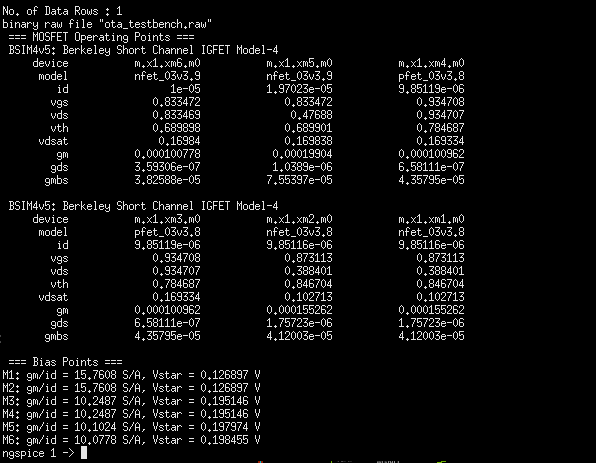 No. of Data Rows : 1
binary raw file "ota_testbench.raw"
=== MOSFET Operating Points ===
BSIM4v5: Berkeley Short Channel IGFET Model-4
device m.x1.xm6.m0 m.x1.xm5.m0 m.x1.xm4.m0
model nfet_03v3.9 nfet_03v3.9 pfet_03v3.8
id 1e-05 1.97023e-05 9.85119e-06
vgs 0.833472 0.833472 0.934708
vds 0.833469 0.47688 0.934707
vth 0.689898 0.689901 0.784687
vdsat 0.16984 0.169838 0.169334
gm 0.000100778 0.00019904 0.000100962
gds 3.59306e-07 1.0389e-06 6.58111e-07
gmbs 3.82588e-05 7.55397e-05 4.35795e-05
BSIM4v5: Berkeley Short Channel IGFET Model-4
device m.x1.xm3.m0 m.x1.xm2.m0 m.x1.xm1.m0
model pfet_03v3.8 nfet_03v3.8 nfet_03v3.8
id 9.85119e-06 9.85116e-06 9.85116e-06
vgs 0.934708 0.873113 0.873113
vds 0.934707 0.388401 0.388401
vth 0.784687 0.846704 0.846704
vdsat 0.169334 0.102713 0.102713
gm 0.000100962 0.000155262 0.000155262
gds 6.58111e-07 1.75723e-06 1.75723e-06
gmbs 4.35795e-05 4.12003e-05 4.12003e-05
=== Bias Points ===
M1: gm/id = 15.7608 S/A, Vstar = 0.126897 V
M2: gm/id = 15.7608 S/A, Vstar = 0.126897 V
M3: gm/id = 10.2487 S/A, Vstar = 0.195146 V
M4: gm/id = 10.2487 S/A, Vstar = 0.195146 V
M5: gm/id = 10.1024 S/A, Vstar = 0.197974 V
M6: gm/id = 10.0778 S/A, Vstar = 0.198455 V
ngspice 1 ->